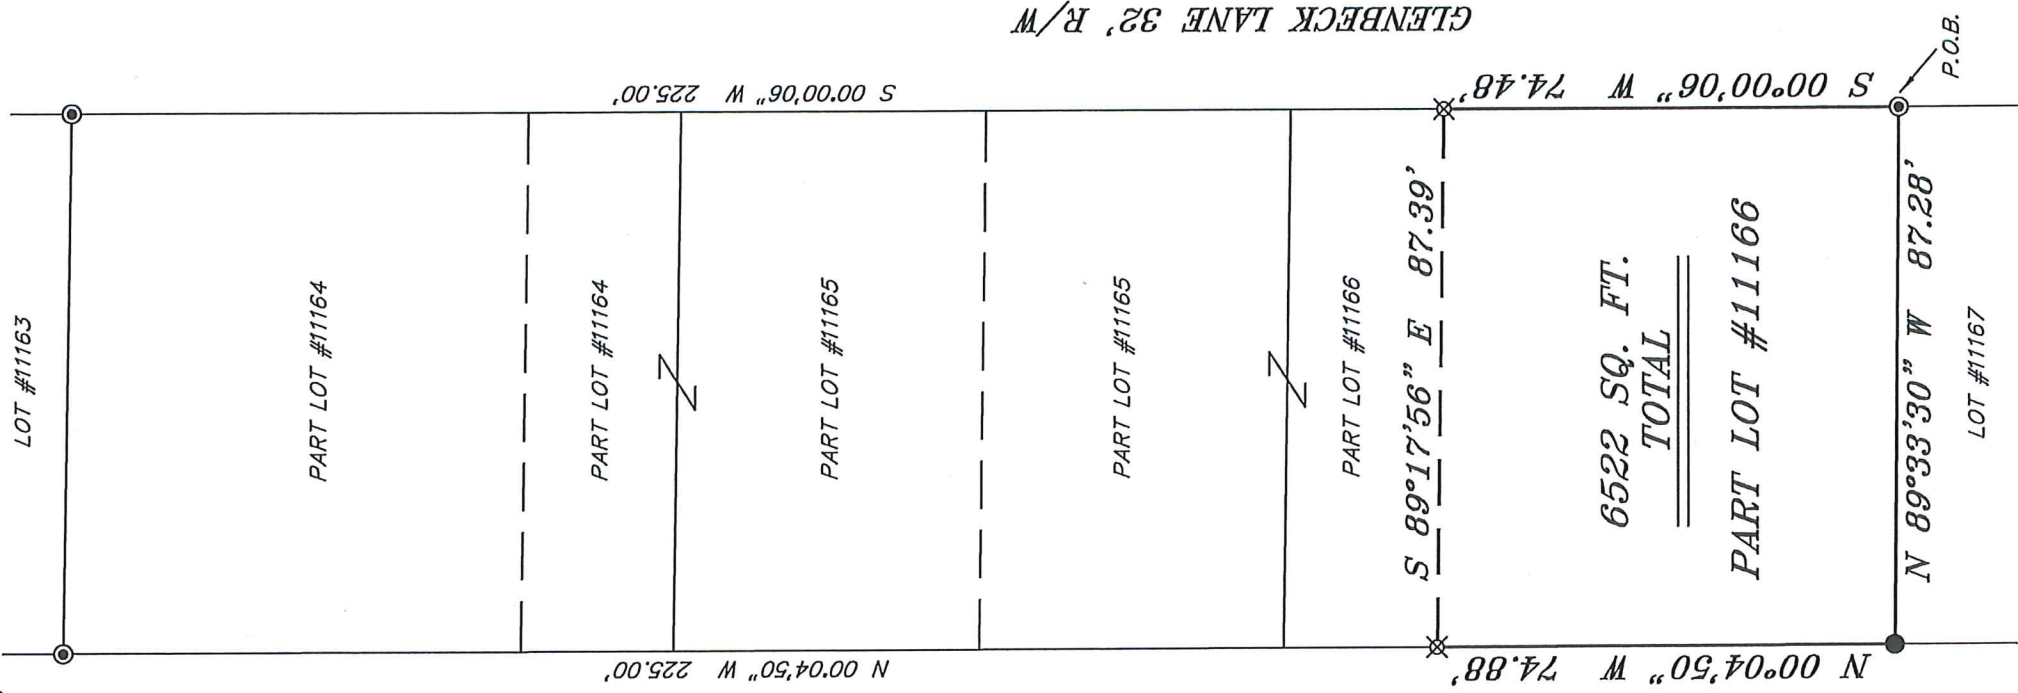 GLENBECK LANE 32' R/W
P.O.B.
S 00°00'06" W 225.00'
S 00°00'06" W 74.48'
LOT #11163
PART LOT #11164
PART LOT #11164
PART LOT #11165
PART LOT #11165
PART LOT #11166
S 89°17'56" E 87.39'
6522 SQ. FT.
TOTAL
PART LOT #11166
N 89°33'30" W 87.28'
LOT #11167
N 00°04'50" W 225.00'
N 00°04'50" W 74.88'